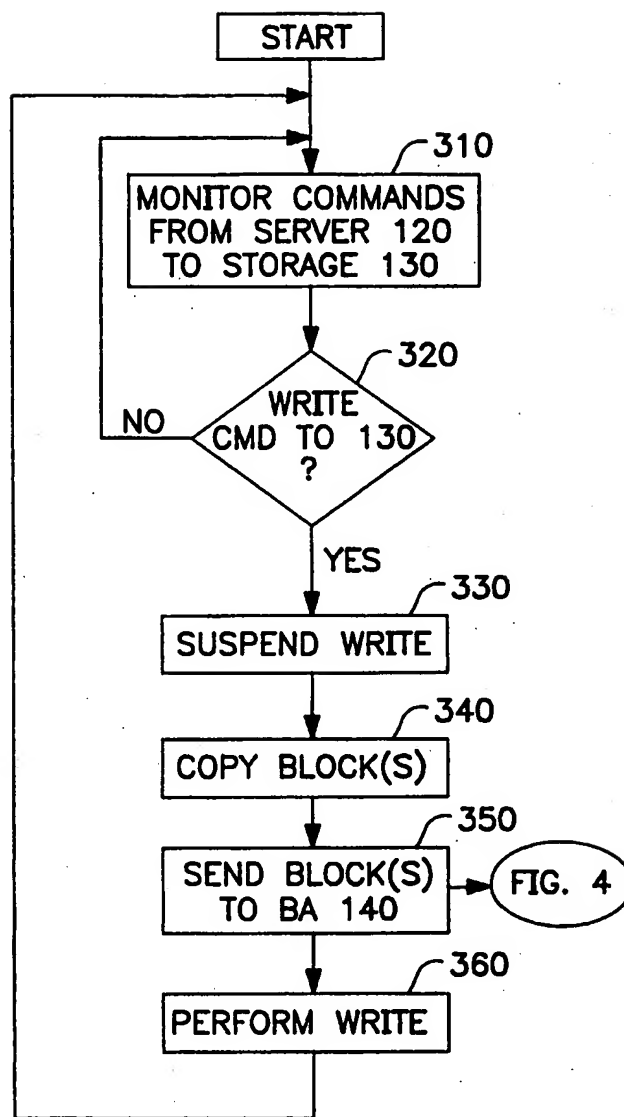 START
310
MONITOR COMMANDS
FROM SERVER 120
TO STORAGE 130
320
WRITE
CMD TO 130
?
NO
YES
330
SUSPEND WRITE
340
COPY BLOCK(S)
350
SEND BLOCK(S)
TO BA 140
FIG. 4
360
PERFORM WRITE